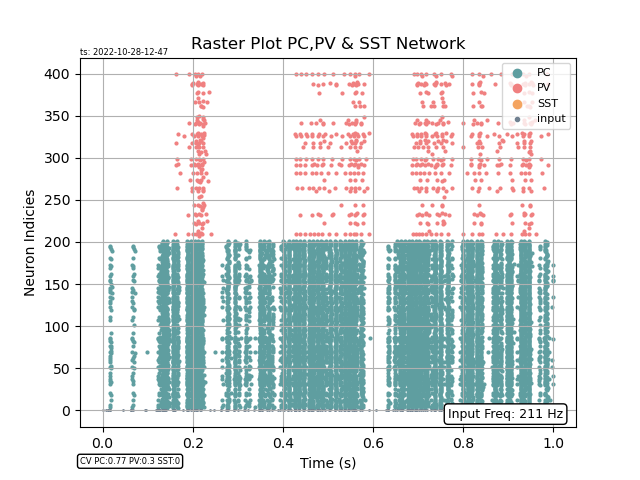 Raster Plot PC,PV & SST Network
ts: 2022-10-28-12-47
PC
PV
SST
input
Neuron Indicies
400
350
300
250
200
150
100
50
0
Input Freq: 211 Hz
0.0 0.2 0.4 0.6 0.8 1.0
Time (s)
CV PC:0.77 PV:0.3 SST:0